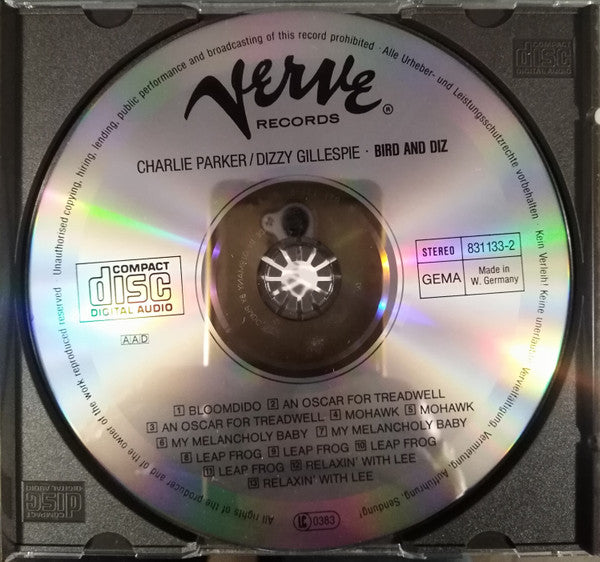 Unauthorised copying, hiring, lending, public performance and broadcasting of this record prohibited · Alle Urheber- und Leistungsschutzrechte vorbehalten · Kein Verleih! Keine unerlaubte Vervielfältigung, Vermietung, Aufführung, Sendung!
All rights of the producer and of the owner of the work reproduced reserved
Verve®
RECORDS
CHARLIE PARKER/DIZZY GILLESPIE · BIRD AND DIZ
COMPACT
disc
DIGITAL AUDIO
AAD
STEREO 831 133-2
GEMA Made in
W. Germany
1 BLOOMDIDO 2 AN OSCAR FOR TREADWELL
3 AN OSCAR FOR TREADWELL 4 MOHAWK 5 MOHAWK
6 MY MELANCHOLY BABY 7 MY MELANCHOLY BABY
8 LEAP FROG 9 LEAP FROG 10 LEAP FROG
11 LEAP FROG 12 RELAXIN' WITH LEE
13 RELAXIN' WITH LEE
LC 0383
COMPACT
disc
DIGITAL AUDIO
COMPACT
disc
DIGITAL AUDIO